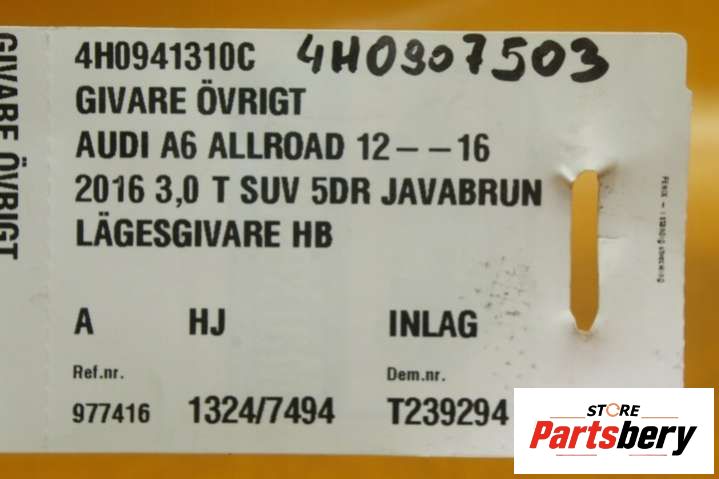 GIVARE ÖVRIGT
4H0941310C 4H0907503
GIVARE ÖVRIGT
AUDI A6 ALLROAD 12--16
2016 3,0 T SUV 5DR JAVABRUN
LÄGESGIVARE HB
A HJ INLAG
Ref.nr. Dem.nr.
977416 1324/7494 T239294
STORE
Partsbery